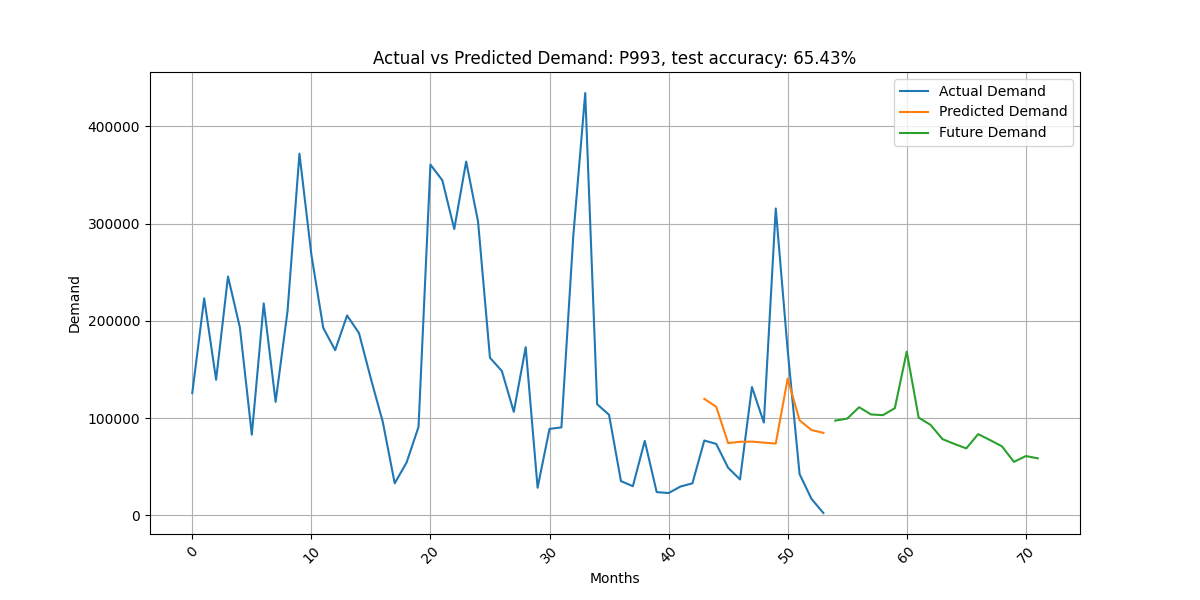 Actual vs Predicted Demand: P993, test accuracy: 65.43%
Actual Demand
Predicted Demand
Future Demand
400000
300000
200000
100000
0
Demand
0 10 20 30 40 50 60 70
Months